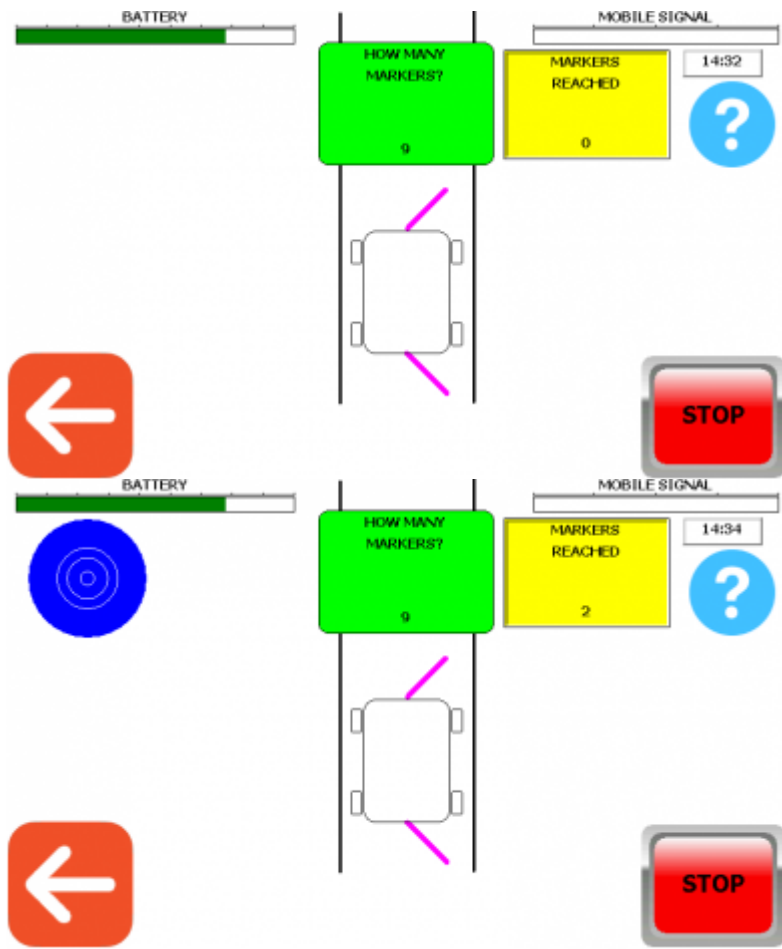 BATTERY
MOBILE SIGNAL
HOW MANY
MARKERS?
9
MARKERS
REACHED
0
14:32
?
STOP
BATTERY
MOBILE SIGNAL
HOW MANY
MARKERS?
9
MARKERS
REACHED
2
14:34
?
STOP